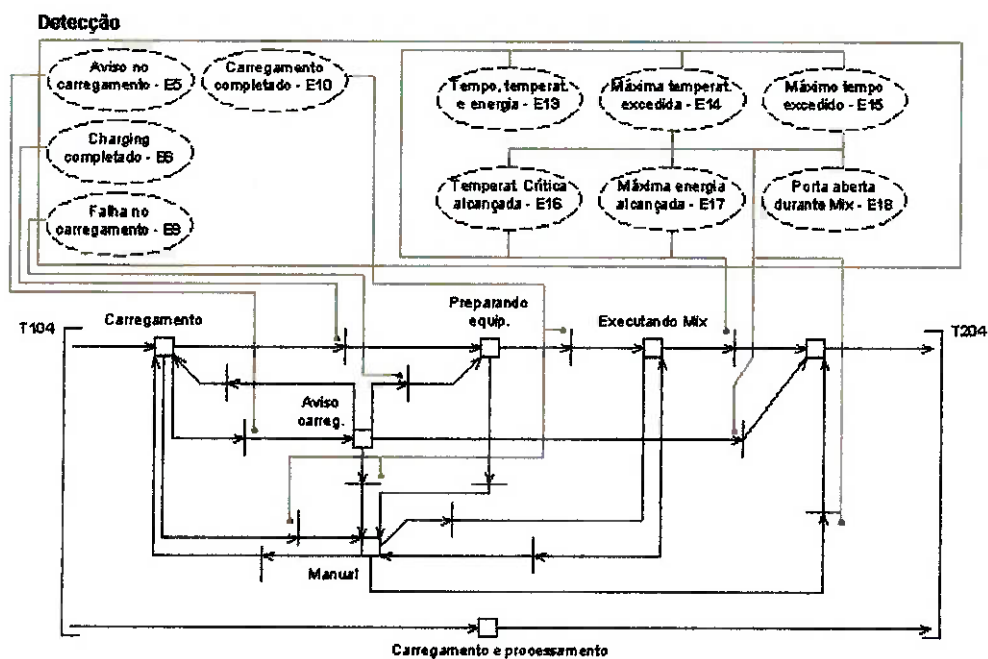 Detecção
Aviso no
carregamento - E5
Carregamento
completado - E10
Charging
completado - E6
Falha no
carregamento - E9
Tempo, temperat.
e energia - E13
Máxima temperat.
excedida - E14
Máximo tempo
excedido - E15
Temperat. Crítica
alcançada - E16
Máxima energia
alcançada - E17
Porta aberta
durante Mix - E18
T104
Carregamento
Preparando
equip.
Executando Mix
T204
Aviso
carreg.
Manual
Carregamento e processamento